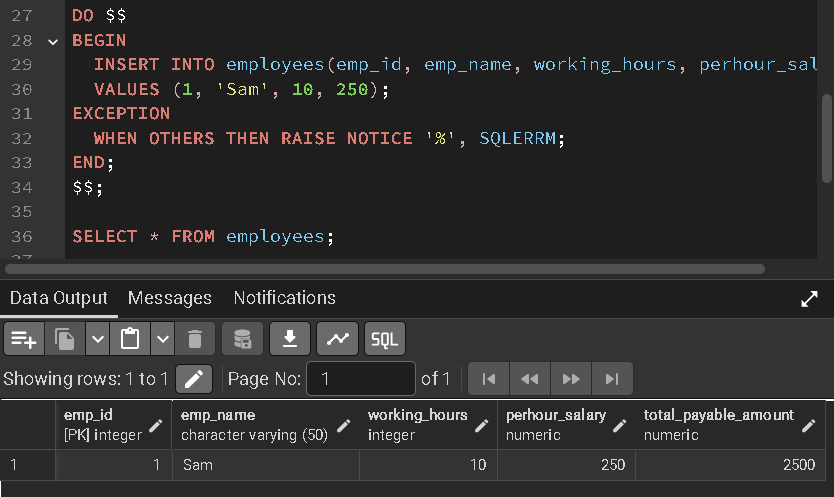 27 DO $$
28 BEGIN
29 INSERT INTO employees(emp_id, emp_name, working_hours, perhour_sal
30 VALUES (1, 'Sam', 10, 250);
31 EXCEPTION
32 WHEN OTHERS THEN RAISE NOTICE '%', SQLERRM;
33 END;
34 $$;
35
36 SELECT * FROM employees;
37
Data Output Messages Notifications
SQL
Showing rows: 1 to 1 Page No: 1 of 1
emp_id emp_name working_hours perhour_salary total_payable_amount
[PK] integer character varying (50) integer numeric numeric
1 1 Sam 10 250 2500